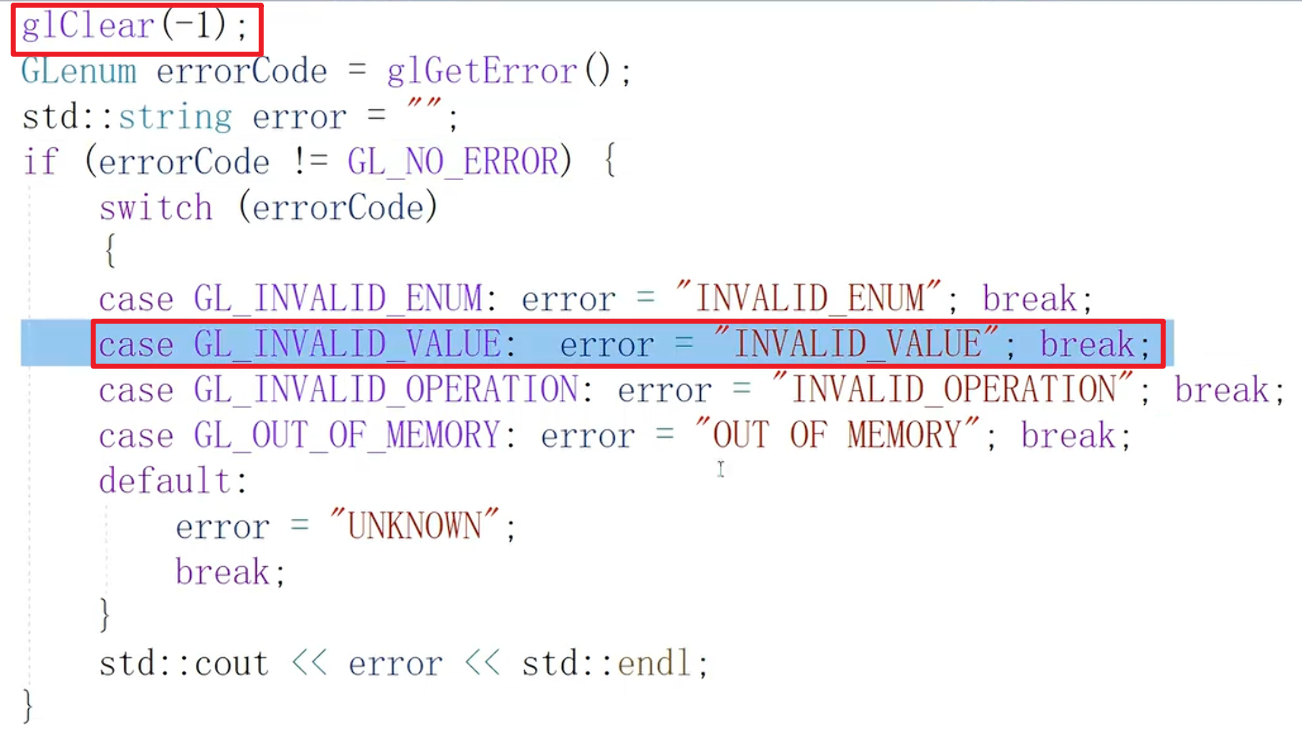 glClear(-1);
GLenum errorCode = glGetError();
std::string error = "";
if (errorCode != GL_NO_ERROR) {
switch (errorCode)
{
case GL_INVALID_ENUM: error = "INVALID_ENUM"; break;
case GL_INVALID_VALUE:  error = "INVALID_VALUE"; break;
case GL_INVALID_OPERATION: error = "INVALID_OPERATION"; break;
case GL_OUT_OF_MEMORY: error = "OUT OF MEMORY"; break;
default:
error = "UNKNOWN";
break;
}
std::cout << error << std::endl;
}